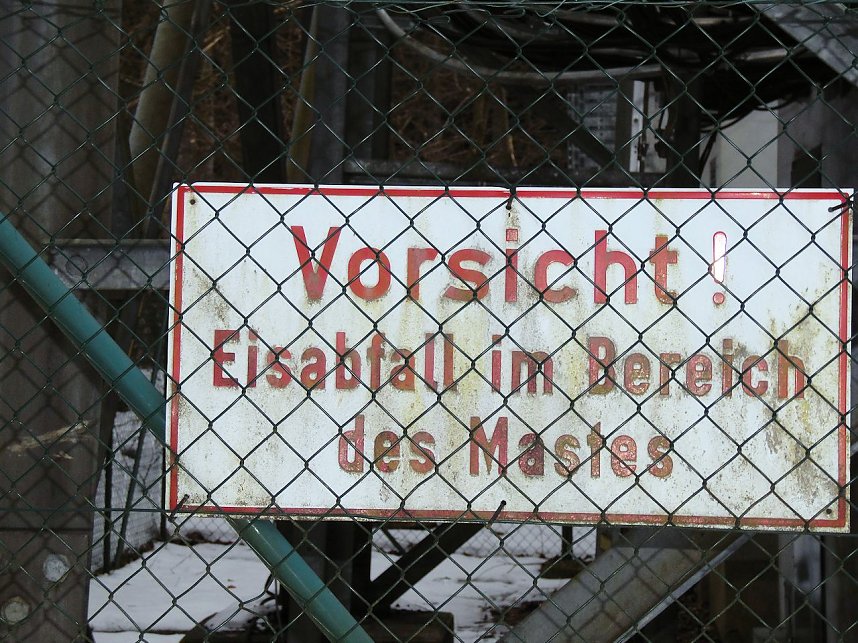 Vorsicht !
Eisabfall im Bereich
des Mastes